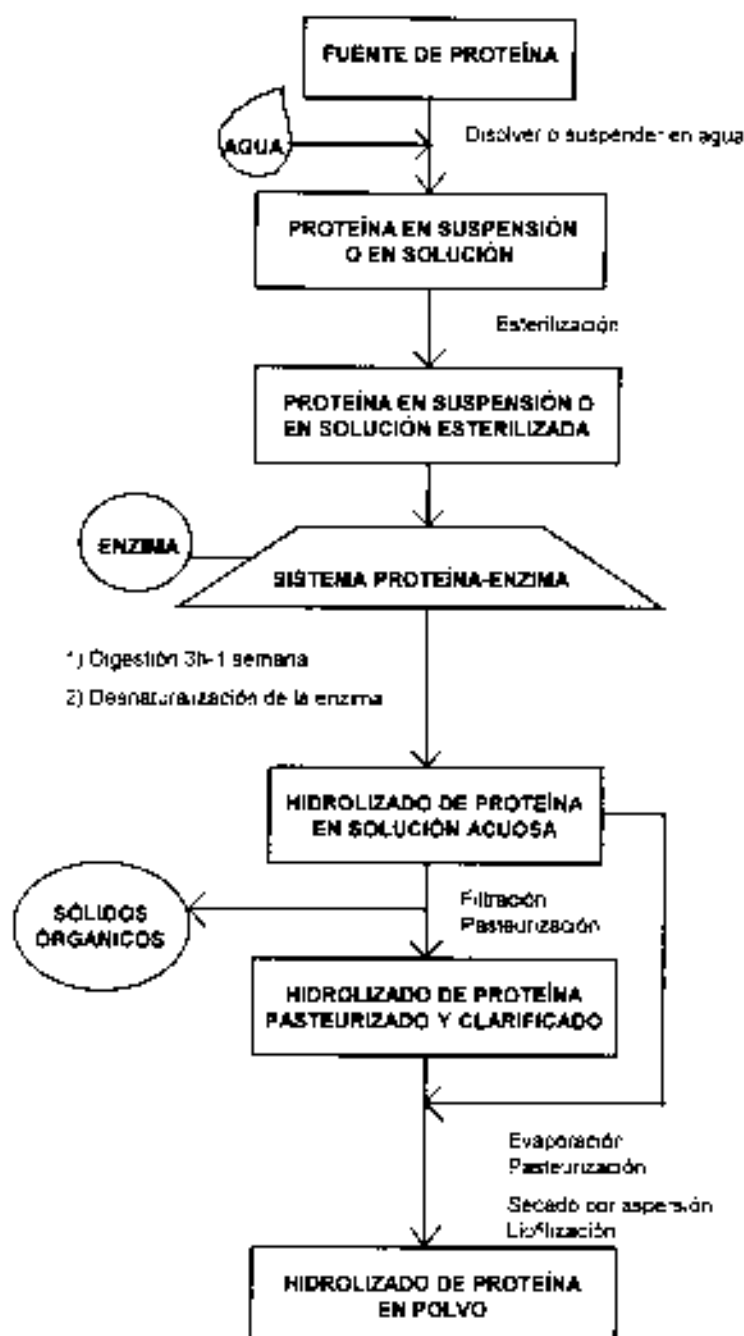 FUENTE DE PROTEÍNA
AGUA
Disolver o suspender en agua
PROTEÍNA EN SUSPENSIÓN
O EN SOLUCIÓN
Esterilización
PROTEÍNA EN SUSPENSIÓN O
EN SOLUCIÓN ESTERILIZADA
ENZIMA
SISTEMA PROTEÍNA-ENZIMA
1) Digestión 3h-1 semana
2) Desnaturalización de la enzima
HIDROLIZADO DE PROTEÍNA
EN SOLUCIÓN ACUOSA
SÓLIDOS
ORGANICOS
Filtración
Pasteurización
HIDROLIZADO DE PROTEÍNA
PASTEURIZADO Y CLARIFICADO
Evaporación
Pasteurización
Secado por aspersión
Liofilización
HIDROLIZADO DE PROTEÍNA
EN POLVO